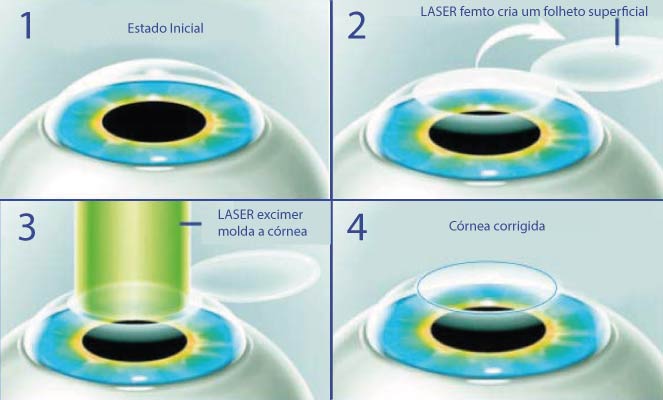 1
Estado Inicial
2
LASER femto cria um folheto superficial
3
LASER excimer
molda a córnea
4
Córnea corrigida